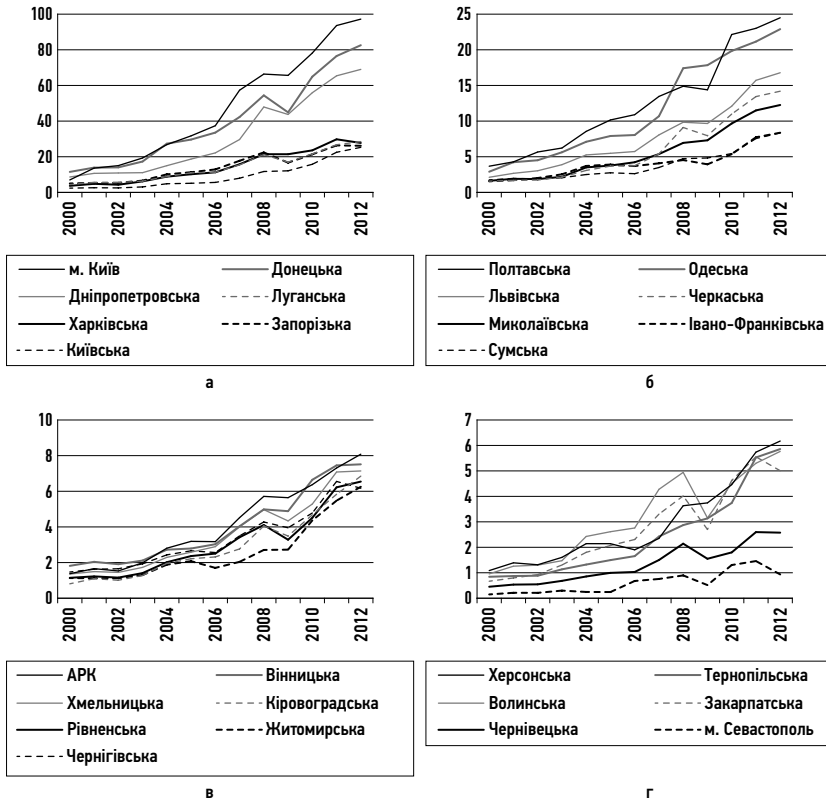 100
80
60
40
20
0
2000
2002
2004
2006
2008
2010
2012
м. Київ
Донецька
Дніпропетровська
Луганська
Харківська
Запорізька
Київська
а
25
20
15
10
5
0
2000
2002
2004
2006
2008
2010
2012
Полтавська
Одеська
Львівська
Черкаська
Миколаївська
Івано-Франківська
Сумська
б
10
8
6
4
2
0
2000
2002
2004
2006
2008
2010
2012
АРК
Вінницька
Хмельницька
Кіровоградська
Рівненська
Житомирська
Чернігівська
в
7
6
5
4
3
2
1
0
2000
2002
2004
2006
2008
2010
2012
Херсонська
Тернопільська
Волинська
Закарпатська
Чернівецька
м. Севастополь
г